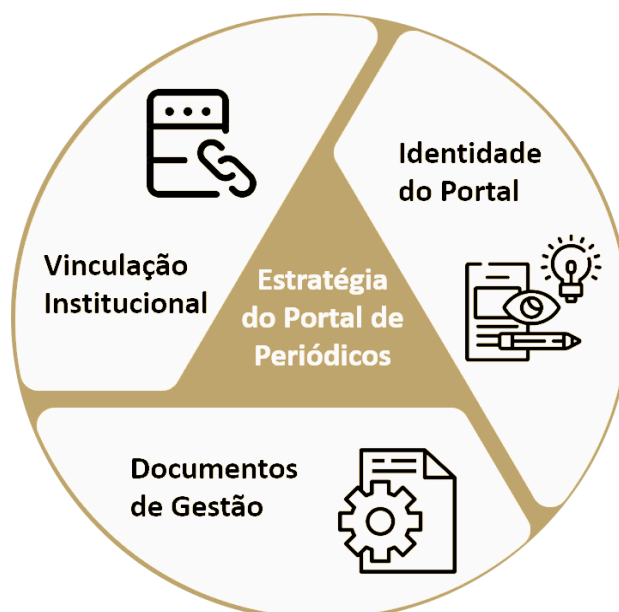 Identidade
do Portal
Vinculação
Institucional
Estratégia
do Portal de
Periódicos
Documentos
de Gestão